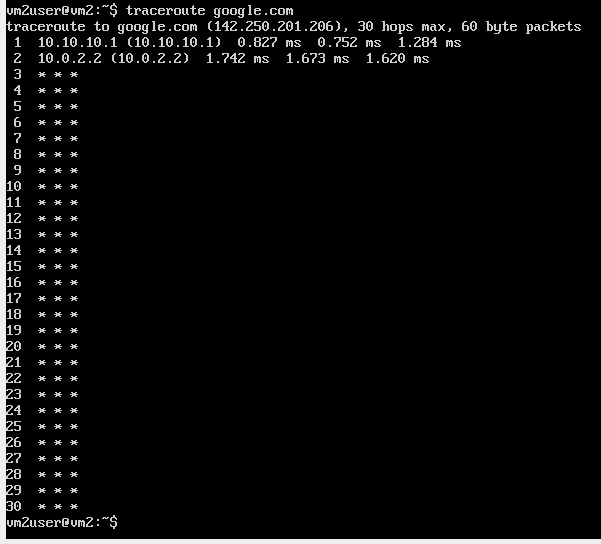 vm2user@vm2:~$ traceroute google.com
traceroute to google.com (142.250.201.206), 30 hops max, 60 byte packets
 1  10.10.10.1 (10.10.10.1)  0.827 ms  0.752 ms  1.284 ms
 2  10.0.2.2 (10.0.2.2)  1.742 ms  1.673 ms  1.620 ms
 3  * * *
 4  * * *
 5  * * *
 6  * * *
 7  * * *
 8  * * *
 9  * * *
10  * * *
11  * * *
12  * * *
13  * * *
14  * * *
15  * * *
16  * * *
17  * * *
18  * * *
19  * * *
20  * * *
21  * * *
22  * * *
23  * * *
24  * * *
25  * * *
26  * * *
27  * * *
28  * * *
29  * * *
30  * * *
vm2user@vm2:~$